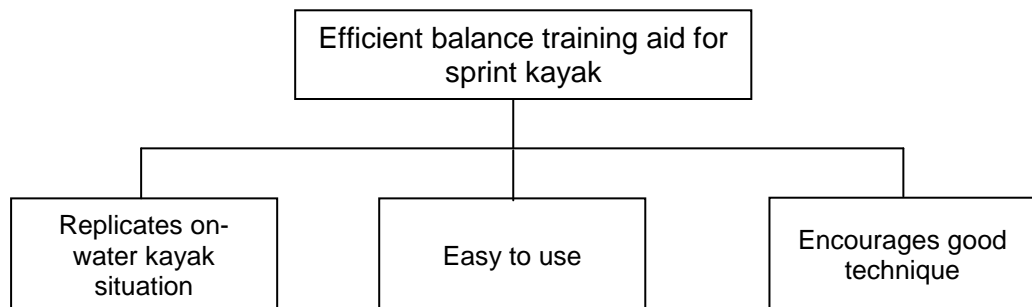 Efficient balance training aid for
sprint kayak
Replicates on-
water kayak
situation
Easy to use
Encourages good
technique